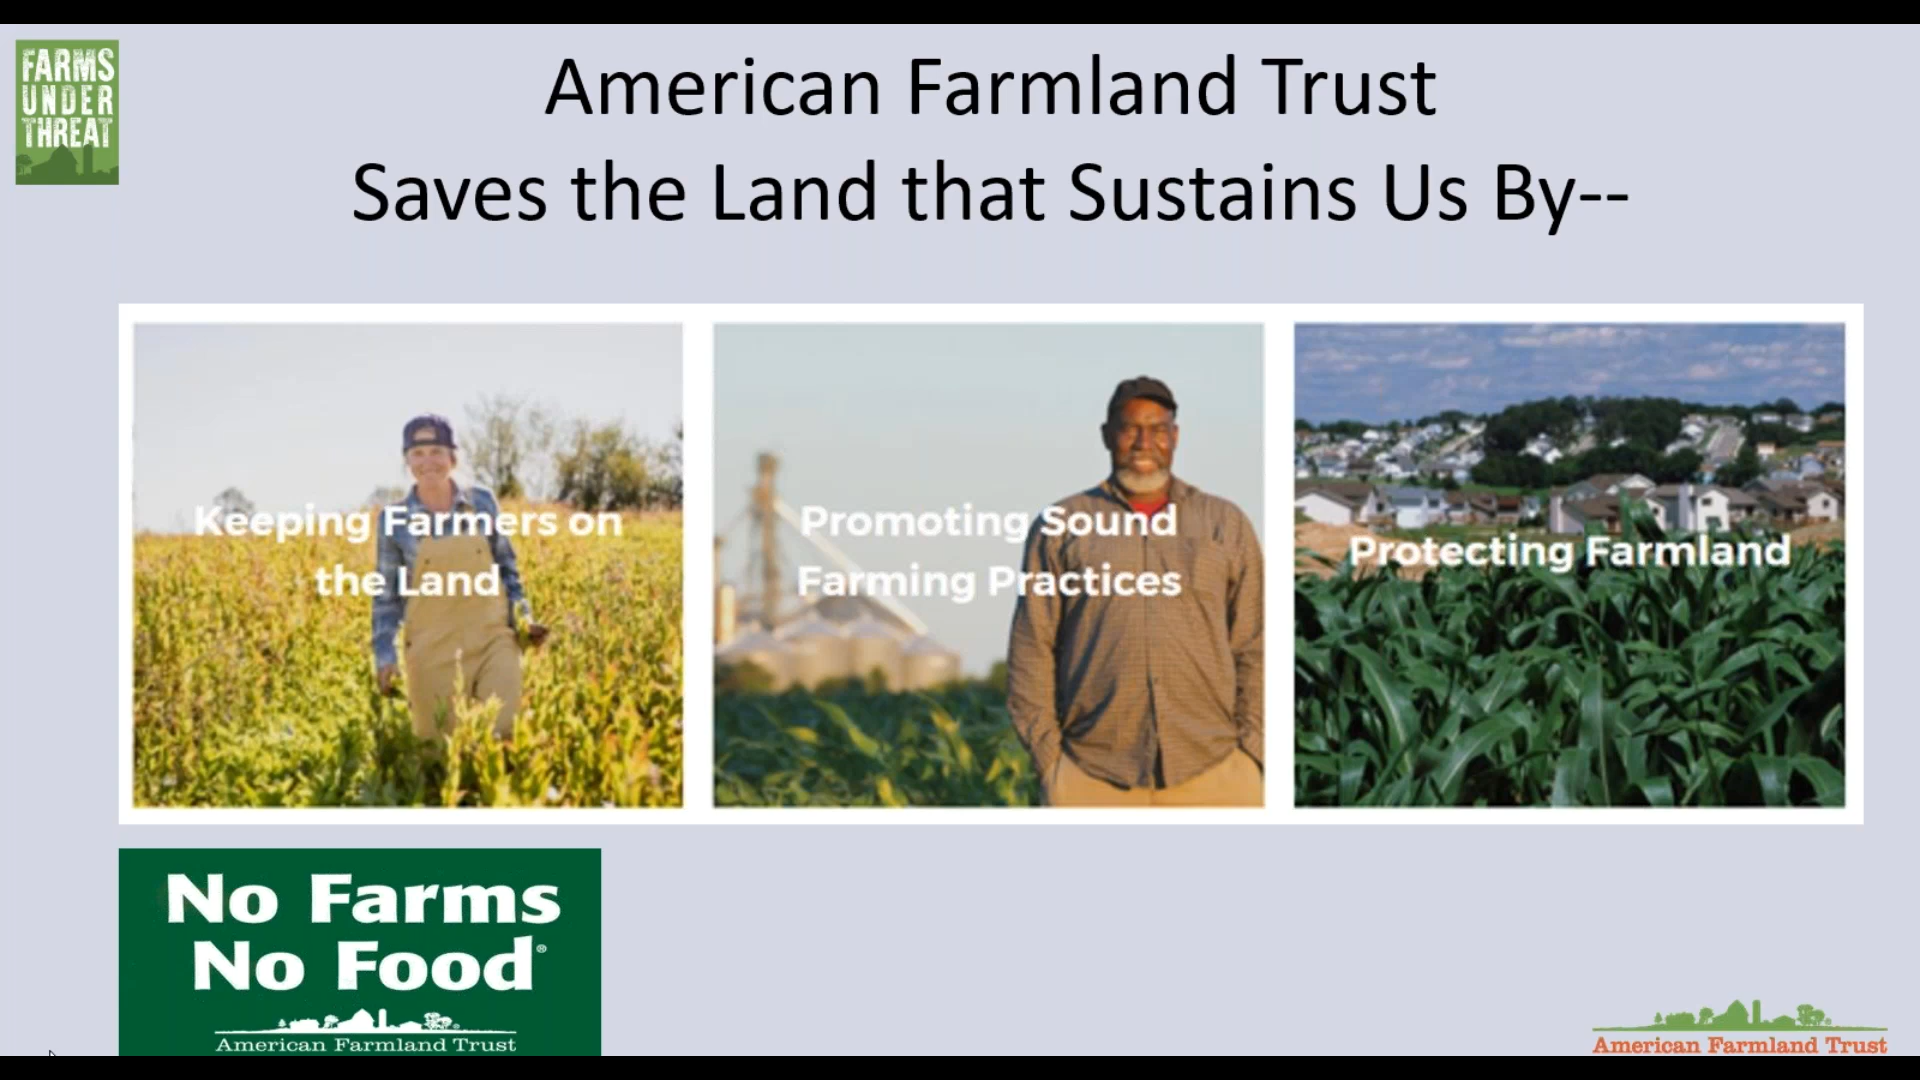 FARMS
UNDER
THREAT
American Farmland Trust
Saves the Land that Sustains Us By--
Keeping Farmers on
the Land
Promoting Sound
Farming Practices
Protecting Farmland
No Farms
No Food®
American Farmland Trust
American Farmland Trust